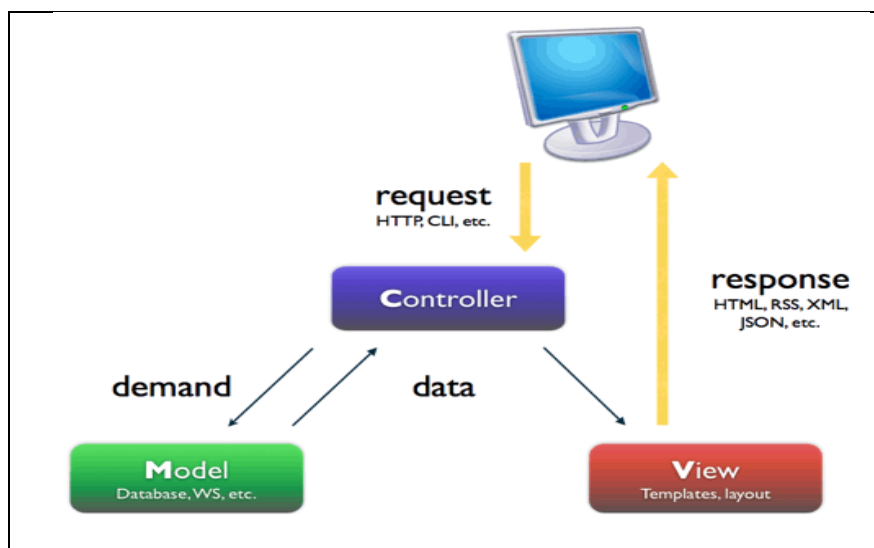 request
HTTP, CLI, etc.
Controller
response
HTML, RSS, XML,
JSON, etc.
demand
data
Model
Database, WS, etc.
View
Templates, layout